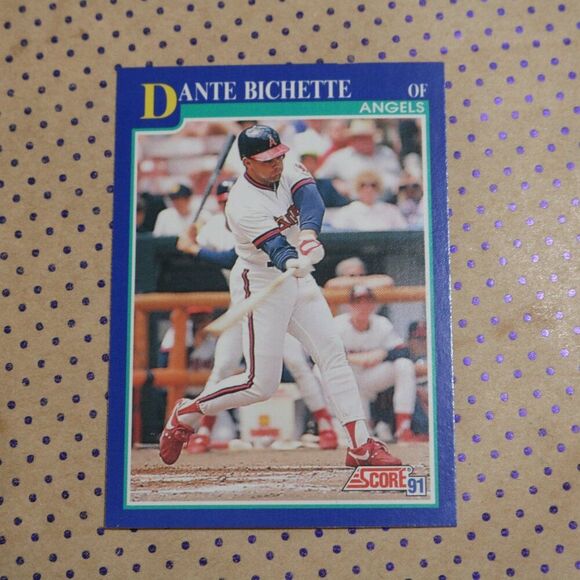 DANTE BICHETTE OF
ANGELS
A
SCORE 91